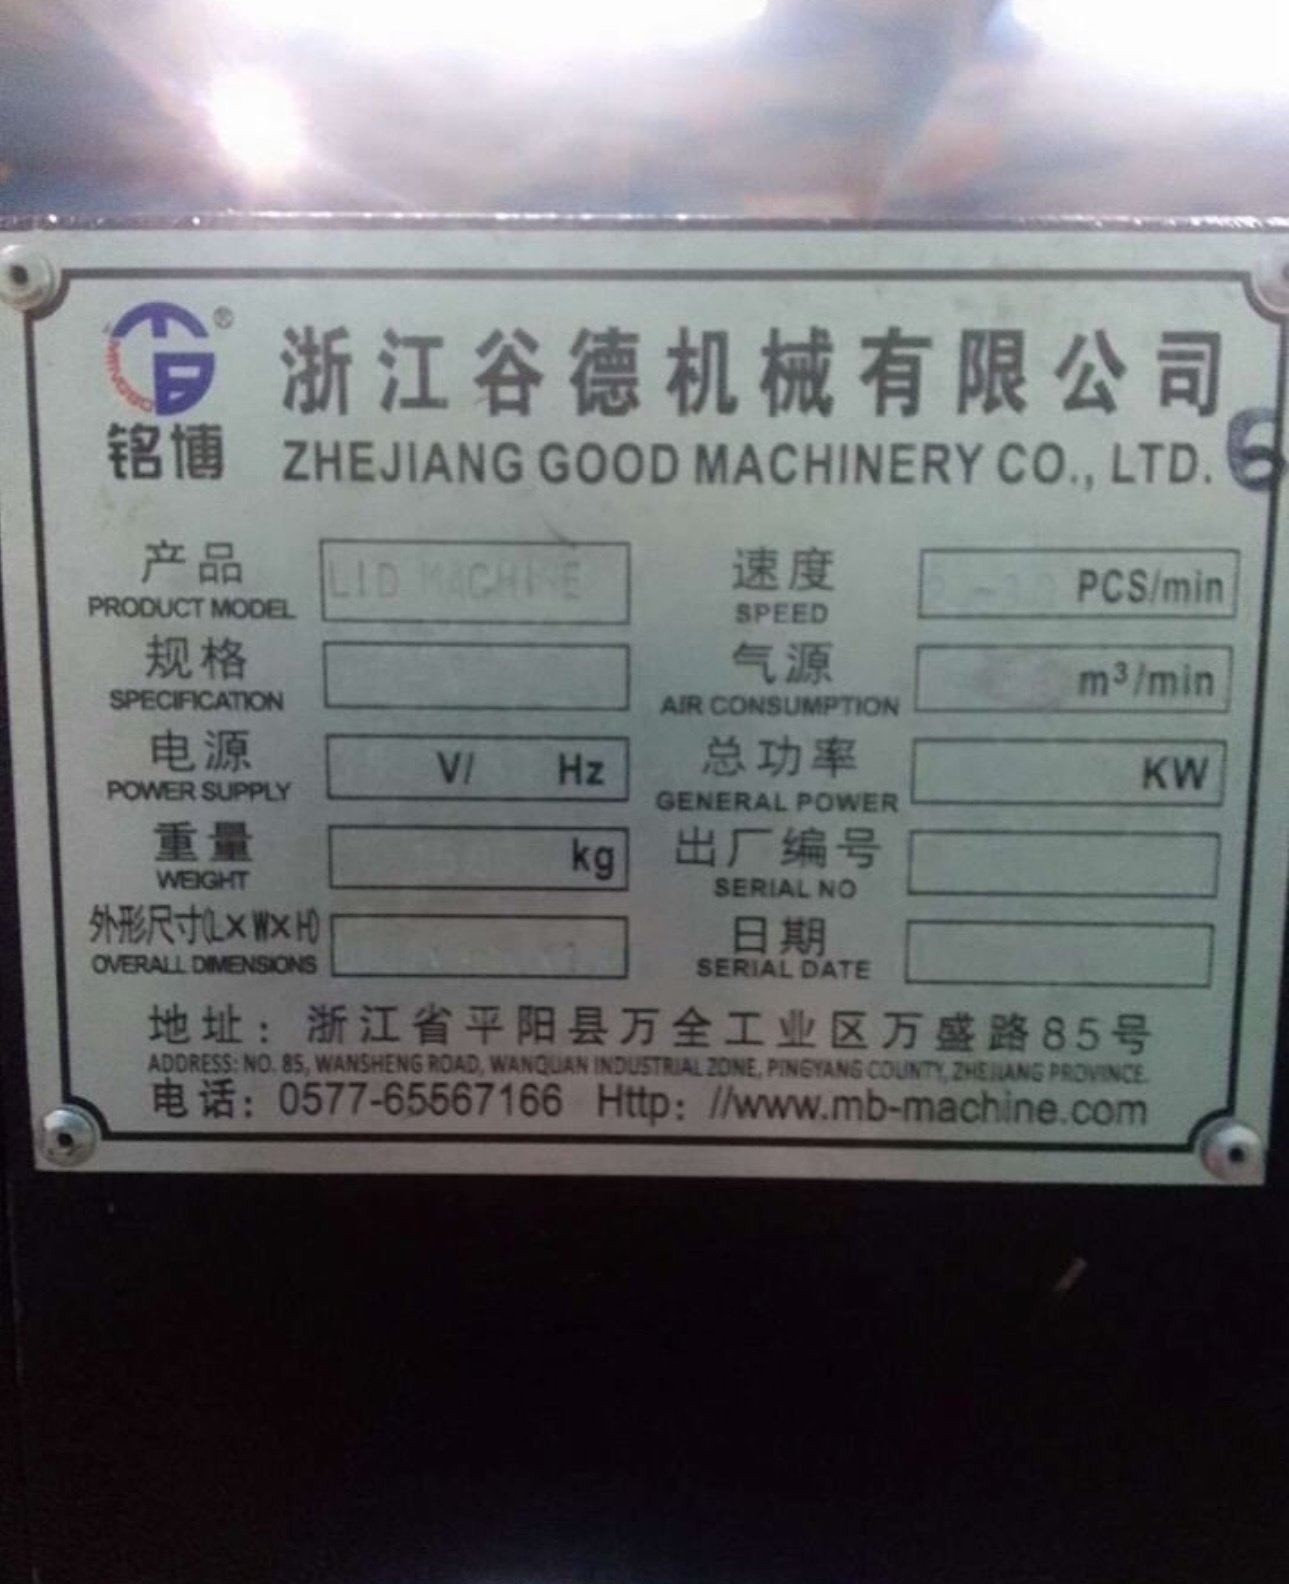 ®
铭博
浙江谷德机械有限公司
ZHEJIANG GOOD MACHINERY CO., LTD.
6
产品
PRODUCT MODEL
LID MACHINE
速度
SPEED
PCS/min
规格
SPECIFICATION
气源
AIR CONSUMPTION
m³/min
电源
POWER SUPPLY
V/ Hz
总功率
GENERAL POWER
KW
重量
WEIGHT
kg
出厂编号
SERIAL NO
外形尺寸(L×W×H)
OVERALL DIMENSIONS
日期
SERIAL DATE
地址：浙江省平阳县万全工业区万盛路85号
ADDRESS: NO. 85, WANSHENG ROAD, WANQUAN INDUSTRIAL ZONE, PINGYANG COUNTY, ZHEJIANG PROVINCE.
电话：0577-65567166 Http：//www.mb-machine.com